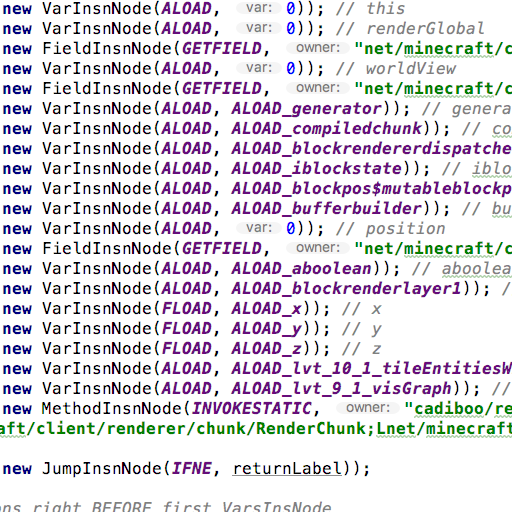 new VarInsnNode(ALOAD, var: 0)); // this
new VarInsnNode(ALOAD, var: 0)); // renderGlobal
new FieldInsnNode(GETFIELD, owner: "net/minecraft/c
new VarInsnNode(ALOAD, var: 0)); // worldView
new FieldInsnNode(GETFIELD, owner: "net/minecraft/c
new VarInsnNode(ALOAD, ALOAD_generator)); // genera
new VarInsnNode(ALOAD, ALOAD_compiledchunk)); // co
new VarInsnNode(ALOAD, ALOAD_blockrendererdispatche
new VarInsnNode(ALOAD, ALOAD_iblockstate)); // iblo
new VarInsnNode(ALOAD, ALOAD_blockpos$mutableblockp
new VarInsnNode(ALOAD, ALOAD_bufferbuilder)); // bu
new VarInsnNode(ALOAD, var: 0)); // position
new FieldInsnNode(GETFIELD, owner: "net/minecraft/c
new VarInsnNode(ALOAD, ALOAD_aboolean)); // aboolea
new VarInsnNode(ALOAD, ALOAD_blockrenderlayer1)); /
new VarInsnNode(FLOAD, ALOAD_x)); // x
new VarInsnNode(FLOAD, ALOAD_y)); // y
new VarInsnNode(FLOAD, ALOAD_z)); // z
new VarInsnNode(ALOAD, ALOAD_lvt_10_1_tileEntitiesW
new VarInsnNode(ALOAD, ALOAD_lvt_9_1_visGraph)); //
new MethodInsnNode(INVOKESTATIC, owner: "cadiboo/re
aft/client/renderer/chunk/RenderChunk;Lnet/minecraft
new JumpInsnNode(IFNE, returnLabel));
ons right BEFORE first VarsInsNode